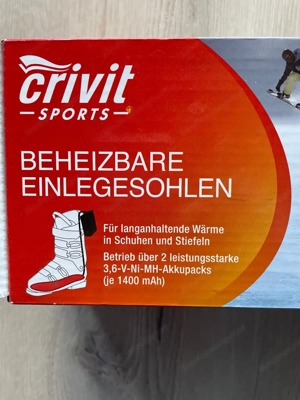 crivit
SPORTS
BEHEIZBARE
EINLEGESOHLEN
Für langanhaltende Wärme
in Schuhen und Stiefeln
Betrieb über 2 leistungsstarke
3,6-V-Ni-MH-Akkupacks
(je 1400 mAh)